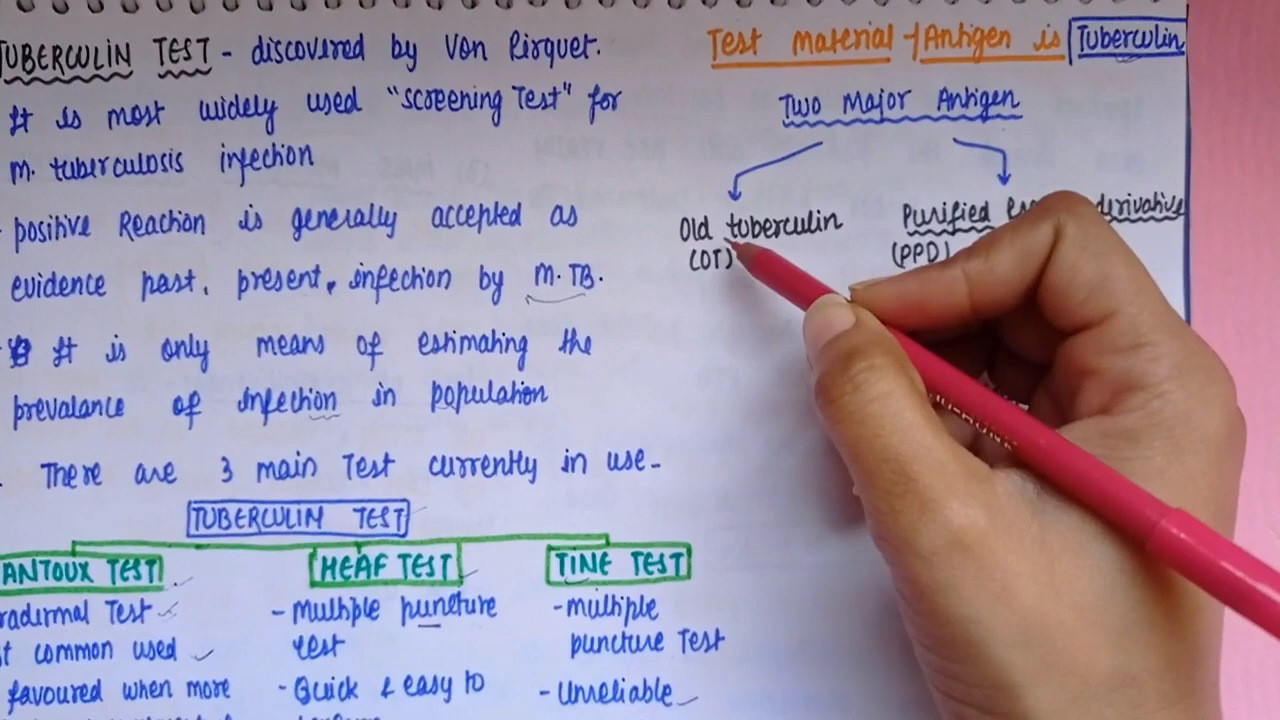 TUBERCULIN TEST - discovered by Von Pirquet.
It is most widely used "screening Test" for
M. tuberculosis infection
positive Reaction is generally accepted as
evidence past, present, infection by M.TB.
It is only means of estimating the
prevalance of infection in population
There are 3 main Test currently in use-
TUBERCULIN TEST
ANTOUX TEST
radermal Test
t common used
favoured when more
HEAF TEST
- multiple puncture
test
- Quick & easy to
TINE TEST
- multiple
puncture Test
- Unreliable
Test material / Antigen is Tuberculin
Two Major Antigen
Old tuberculin
(OT)
Purified derivative
(PPD)